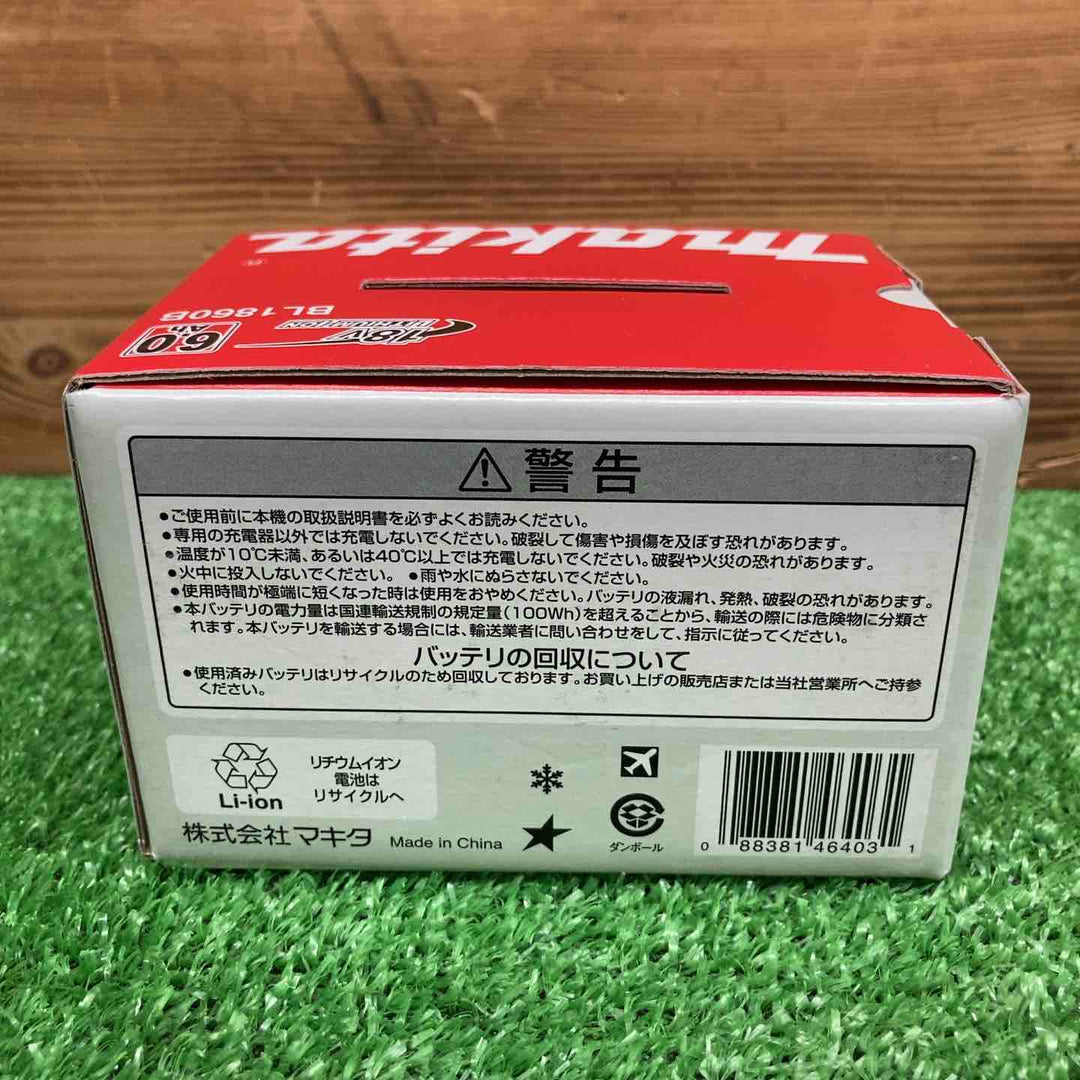 makita
BL1860B
18V
LITHIUM-ION
6.0
Ah
警告
●ご使用前に本機の取扱説明書を必ずよくお読みください。
●専用の充電器以外では充電しないでください。破裂して傷害や損傷を及ぼす恐れがあります。
●温度が10℃未満、あるいは40℃以上では充電しないでください。破裂や火災の恐れがあります。
●火中に投入しないでください。 ●雨や水にぬらさないでください。
●使用時間が極端に短くなった時は使用をおやめください。バッテリの液漏れ、発熱、破裂の恐れがあります。
●本バッテリの電力量は国連輸送規制の規定量(100Wh)を超えることから、輸送の際には危険物に分類さ
れます。本バッテリを輸送する場合には、輸送業者に問い合わせをして、指示に従ってください。
バッテリの回収について
●使用済みバッテリはリサイクルのため回収しております。お買い上げの販売店または当社営業所へご持参
ください。
Li-ion
リチウムイオン
電池は
リサイクルへ
株式会社マキタ Made in China
ダンボール
0 88381 46403 1